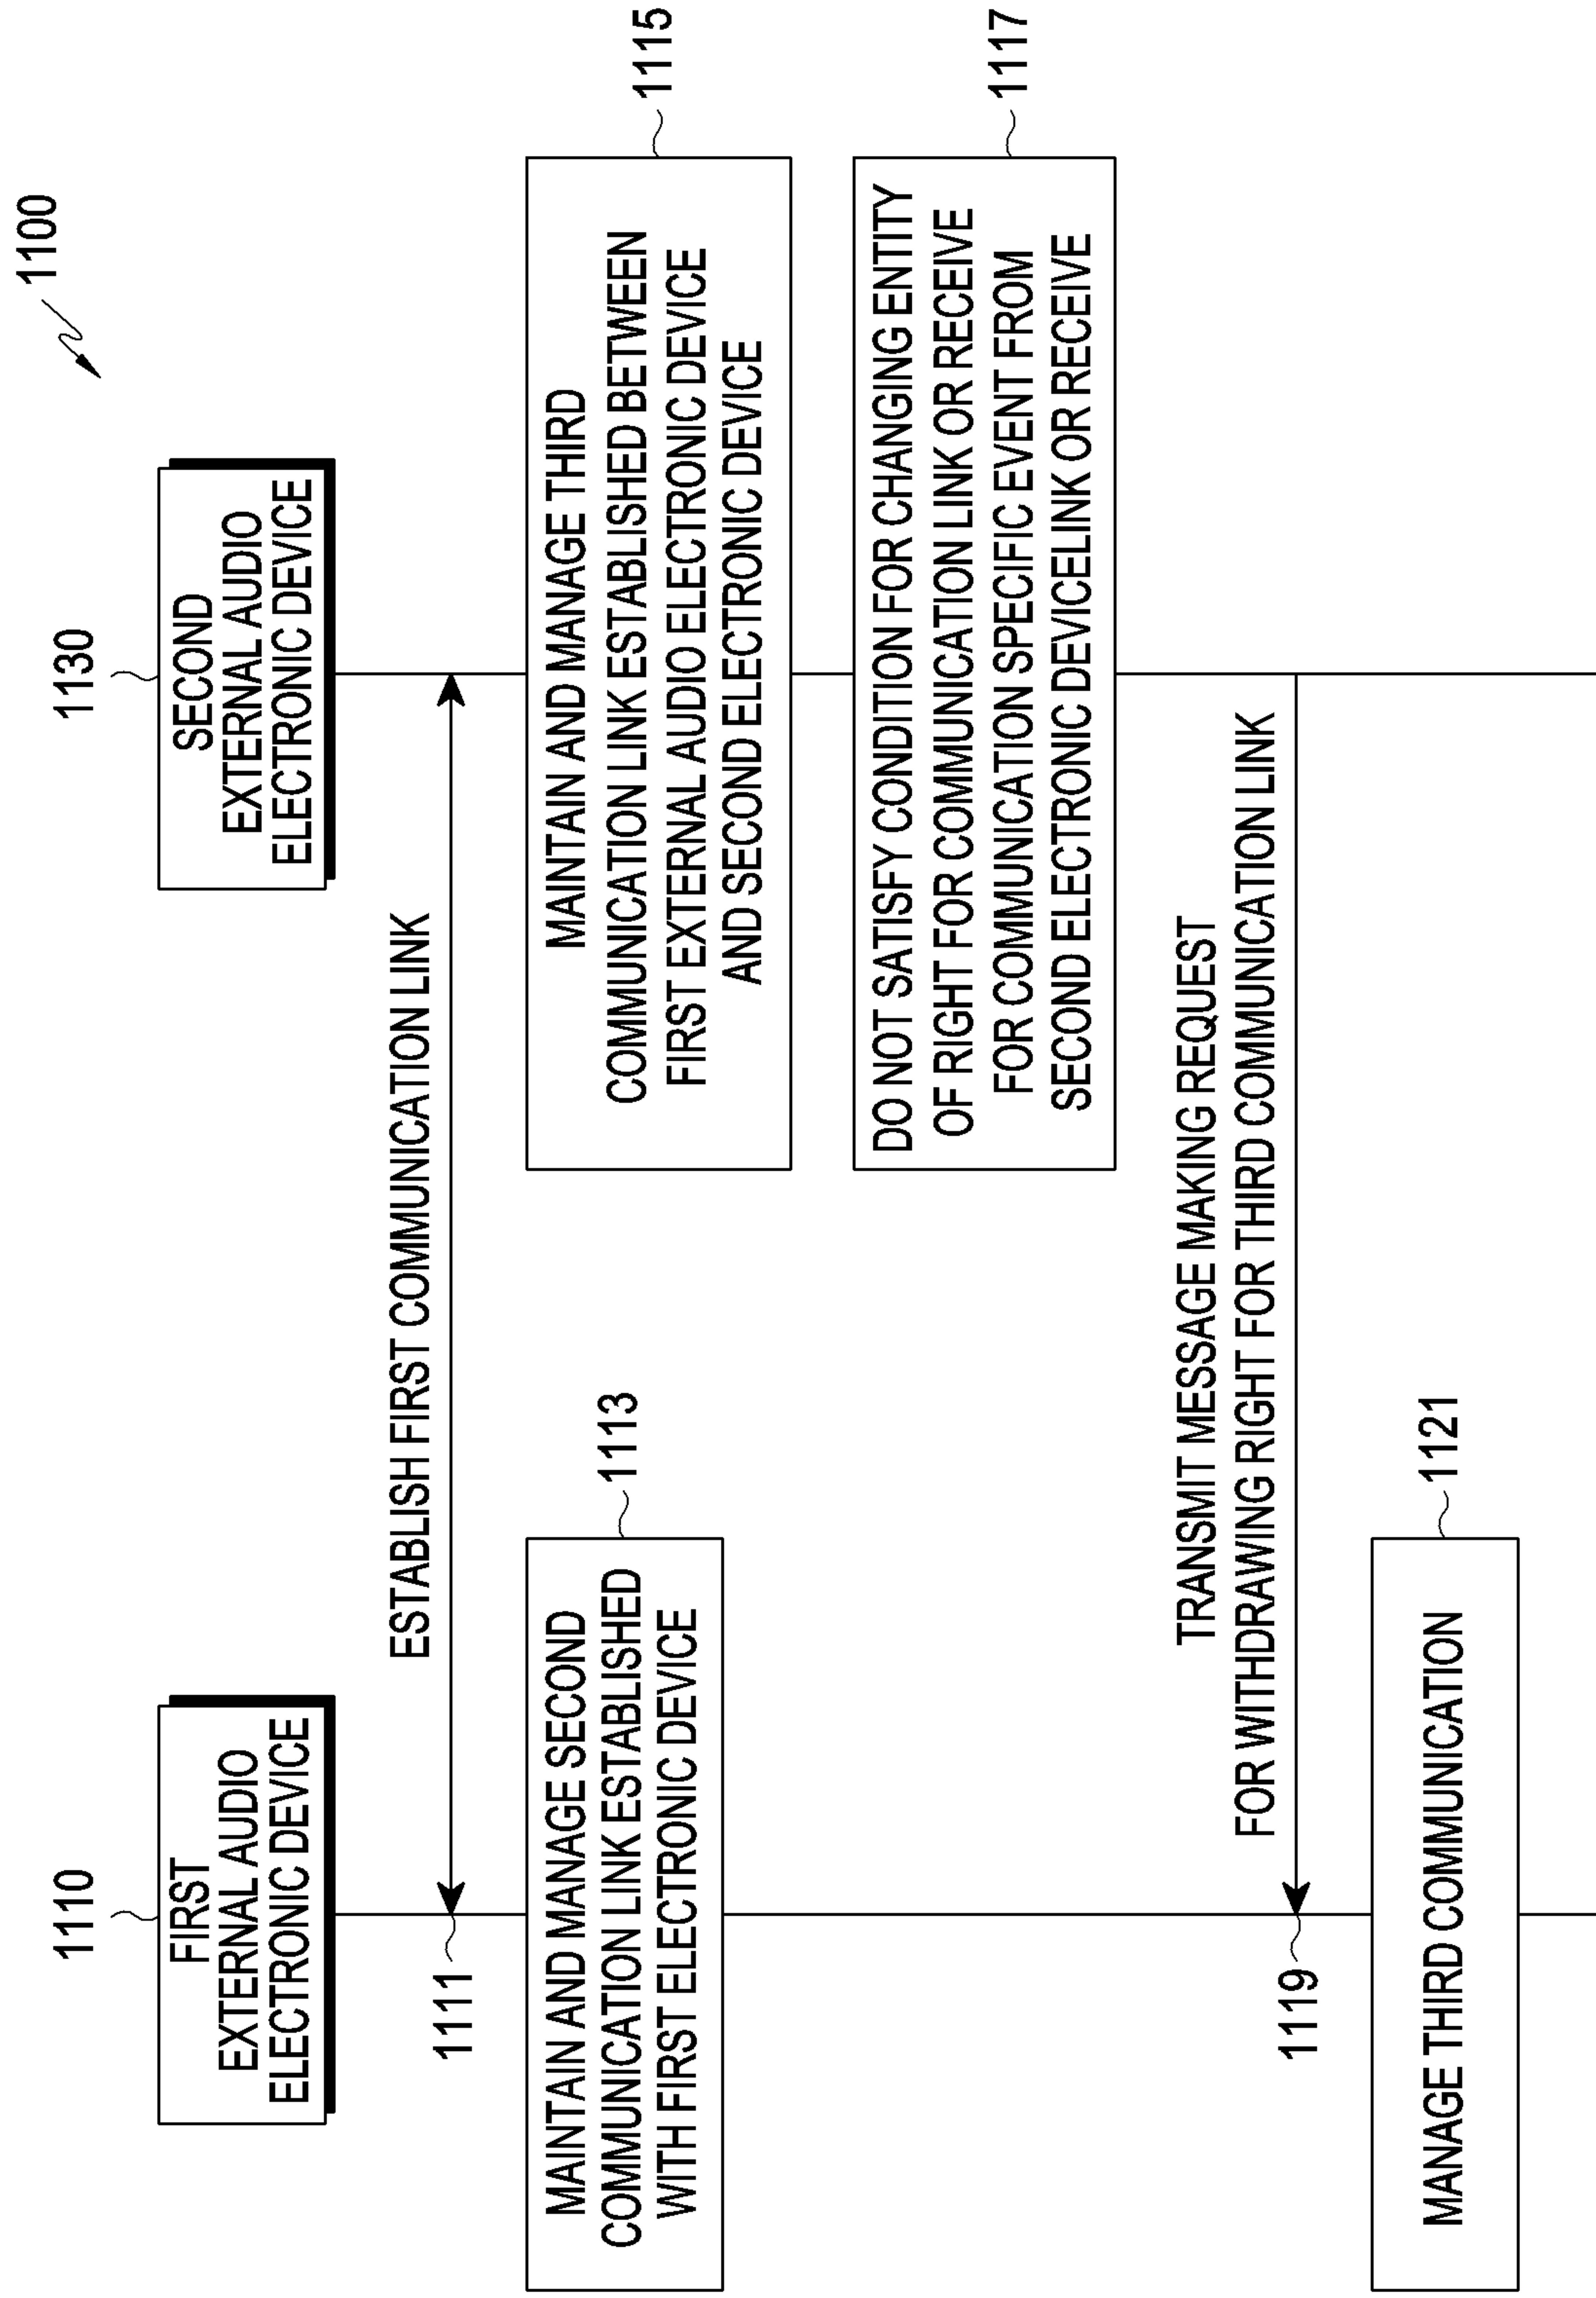 1100
1110
1130
FIRST
EXTERNAL AUDIO
ELECTRONIC DEVICE
SECOND
EXTERNAL AUDIO
ELECTRONIC DEVICE
ESTABLISH FIRST COMMUNICATION LINK
1111
MAINTAIN AND MANAGE SECOND
COMMUNICATION LINK ESTABLISHED
WITH FIRST ELECTRONIC DEVICE
1113
MAINTAIN AND MANAGE THIRD
COMMUNICATION LINK ESTABLISHED BETWEEN
FIRST EXTERNAL AUDIO ELECTRONIC DEVICE
AND SECOND ELECTRONIC DEVICE
1115
DO NOT SATISFY CONDITION FOR CHANGING ENTITY
OF RIGHT FOR COMMUNICATION LINK OR RECEIVE
FOR COMMUNICATION SPECIFIC EVENT FROM
SECOND ELECTRONIC DEVICELINK OR RECEIVE
1117
TRANSMIT MESSAGE MAKING REQUEST
FOR WITHDRAWING RIGHT FOR THIRD COMMUNICATION LINK
1119
MANAGE THIRD COMMUNICATION
1121